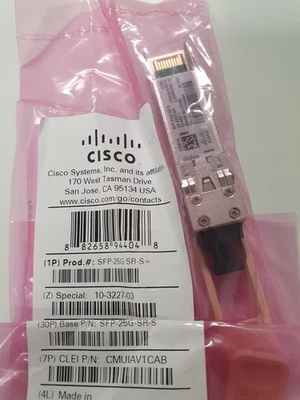 CISCO
Cisco Systems, Inc. and its affiliate
170 West Tasman Drive
San Jose, CA 95134 USA
www.cisco.com/go/contacts
8 82658 94404 8
(1P) Prod.#: SFP-25G-SR-S=
(Z) Special: 10-3227-03
(30P) Base P/N: SFP-25G-SR-S
(7P) CLEI P/N: CMUIAV1CAB
(4L) Made in